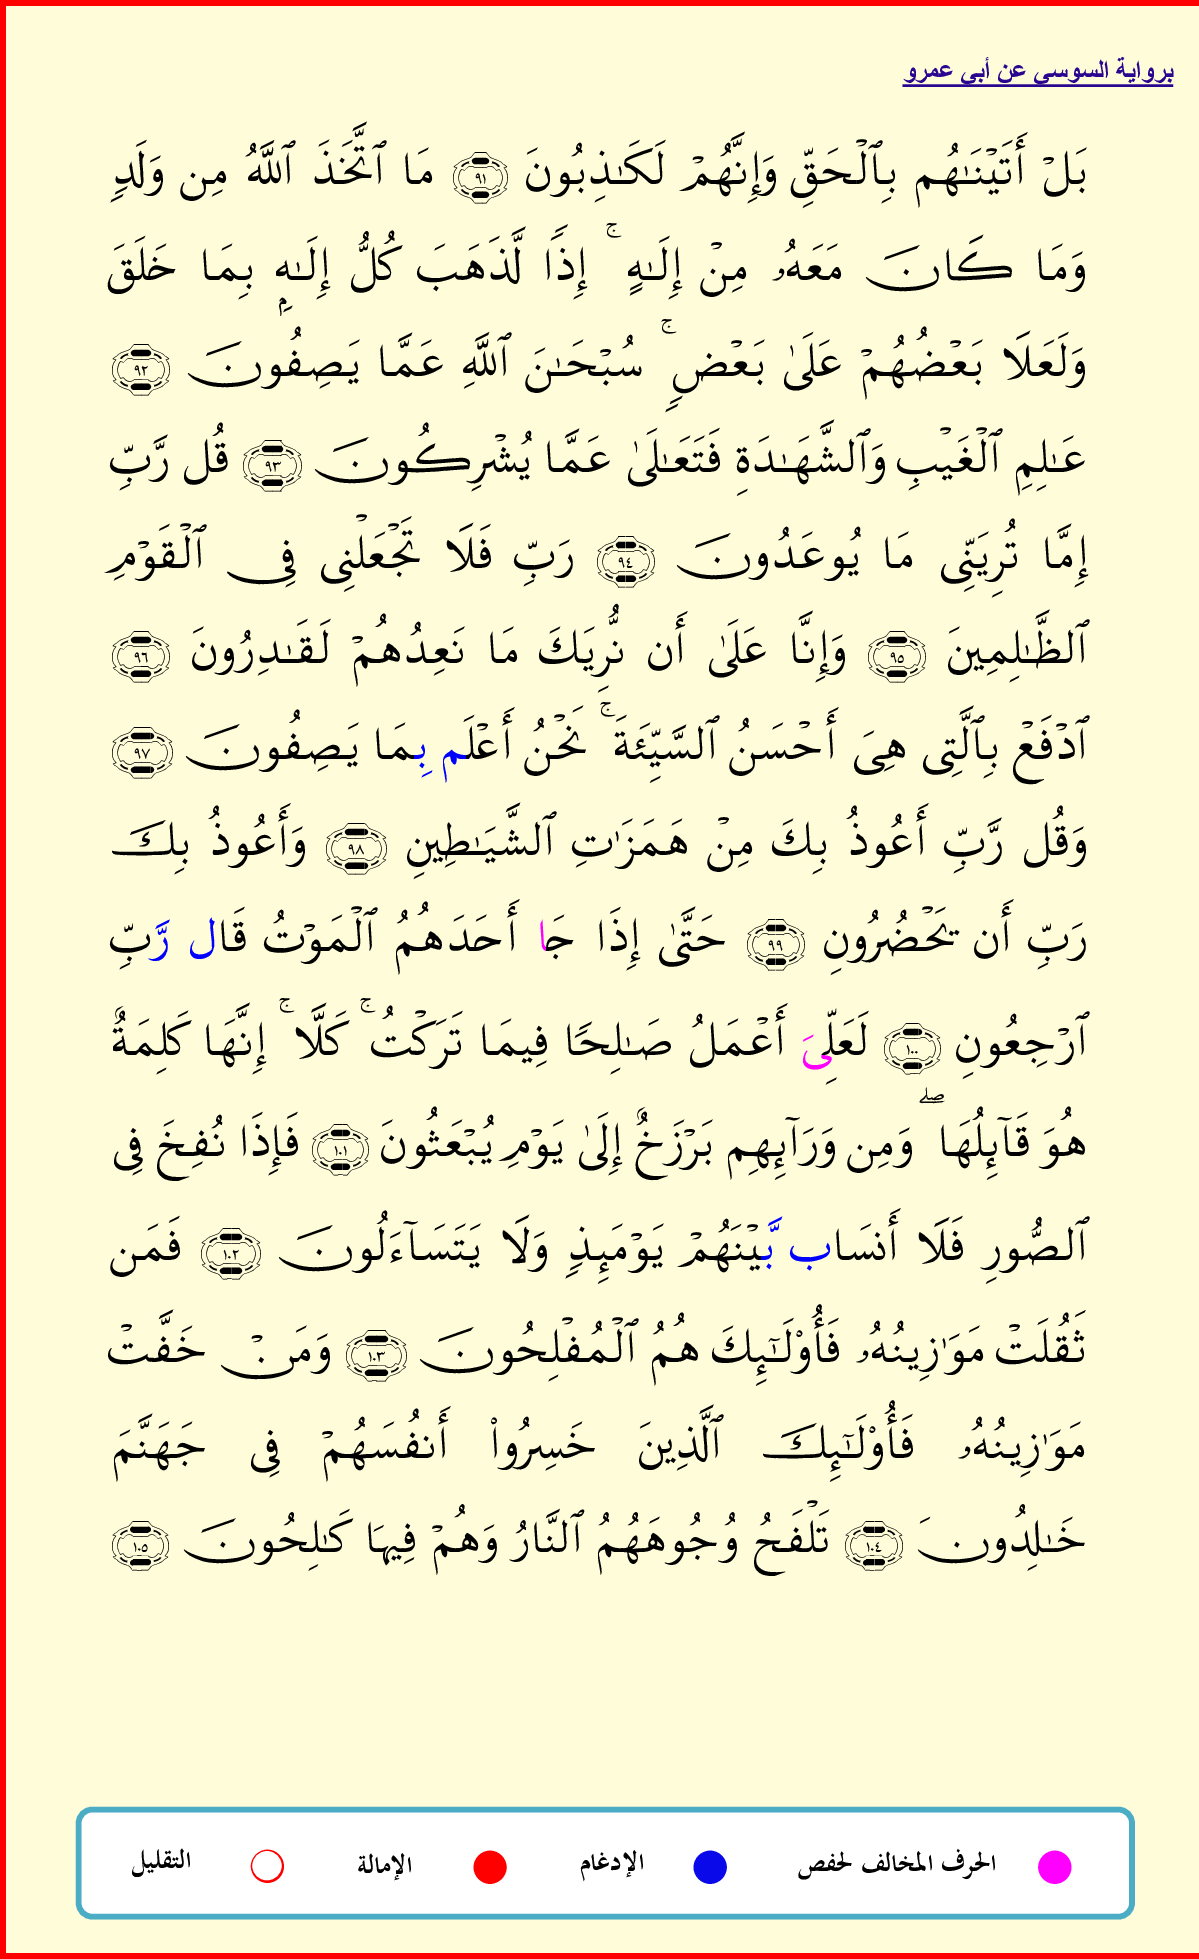 برواية السوسي عن أبي عمرو
بَلۡ أَتَيۡنَٰهُم بِٱلۡحَقِّ وَإِنَّهُمۡ لَكَٰذِبُونَ ٩١ مَا ٱتَّخَذَ ٱللَّهُ مِن وَلَدٖ
وَمَا كَانَ مَعَهُۥ مِنۡ إِلَٰهٍۚ إِذٗا لَّذَهَبَ كُلُّ إِلَٰهِۭ بِمَا خَلَقَ
وَلَعَلَا بَعۡضُهُمۡ عَلَىٰ بَعۡضٖۚ سُبۡحَٰنَ ٱللَّهِ عَمَّا يَصِفُونَ ٩٢
عَٰلِمِ ٱلۡغَيۡبِ وَٱلشَّهَٰدَةِ فَتَعَٰلَىٰ عَمَّا يُشۡرِكُونَ ٩٣ قُل رَّبِّ
إِمَّا تُرِيَنِّي مَا يُوعَدُونَ ٩٤ رَبِّ فَلَا تَجۡعَلۡنِي فِي ٱلۡقَوۡمِ
ٱلظَّٰلِمِينَ ٩٥ وَإِنَّا عَلَىٰ أَن نُّرِيَكَ مَا نَعِدُهُمۡ لَقَٰدِرُونَ ٩٦
ٱدۡفَعۡ بِٱلَّتِي هِيَ أَحۡسَنُ ٱلسَّيِّئَةَۚ نَحۡنُ أَعۡلَم بِمَا يَصِفُونَ ٩٧
وَقُل رَّبِّ أَعُوذُ بِكَ مِنۡ هَمَزَٰتِ ٱلشَّيَٰطِينِ ٩٨ وَأَعُوذُ بِكَ
رَبِّ أَن يَحۡضُرُونِ ٩٩ حَتَّىٰ إِذَا جَا أَحَدَهُمُ ٱلۡمَوۡتُ قَال رَّبِّ
ٱرۡجِعُونِ ١٠٠ لَعَلِّيَ أَعۡمَلُ صَٰلِحٗا فِيمَا تَرَكۡتُۚ كَلَّاۚ إِنَّهَا كَلِمَةٌ
هُوَ قَآئِلُهَاۖ وَمِن وَرَآئِهِم بَرۡزَخٌ إِلَىٰ يَوۡمِ يُبۡعَثُونَ ١٠١ فَإِذَا نُفِخَ فِي
ٱلصُّورِ فَلَا أَنسَاب بَّيۡنَهُمۡ يَوۡمَئِذٖ وَلَا يَتَسَآءَلُونَ ١٠٢ فَمَن
ثَقُلَتۡ مَوَٰزِينُهُۥ فَأُوْلَٰٓئِكَ هُمُ ٱلۡمُفۡلِحُونَ ١٠٣ وَمَنۡ خَفَّتۡ
مَوَٰزِينُهُۥ فَأُوْلَٰٓئِكَ ٱلَّذِينَ خَسِرُواْ أَنفُسَهُمۡ فِي جَهَنَّمَ
خَٰلِدُونَ ١٠٤ تَلۡفَحُ وُجُوهَهُمُ ٱلنَّارُ وَهُمۡ فِيهَا كَٰلِحُونَ ١٠٥
الحرف المخالف لحفص الإدغام الإمالة التقليل